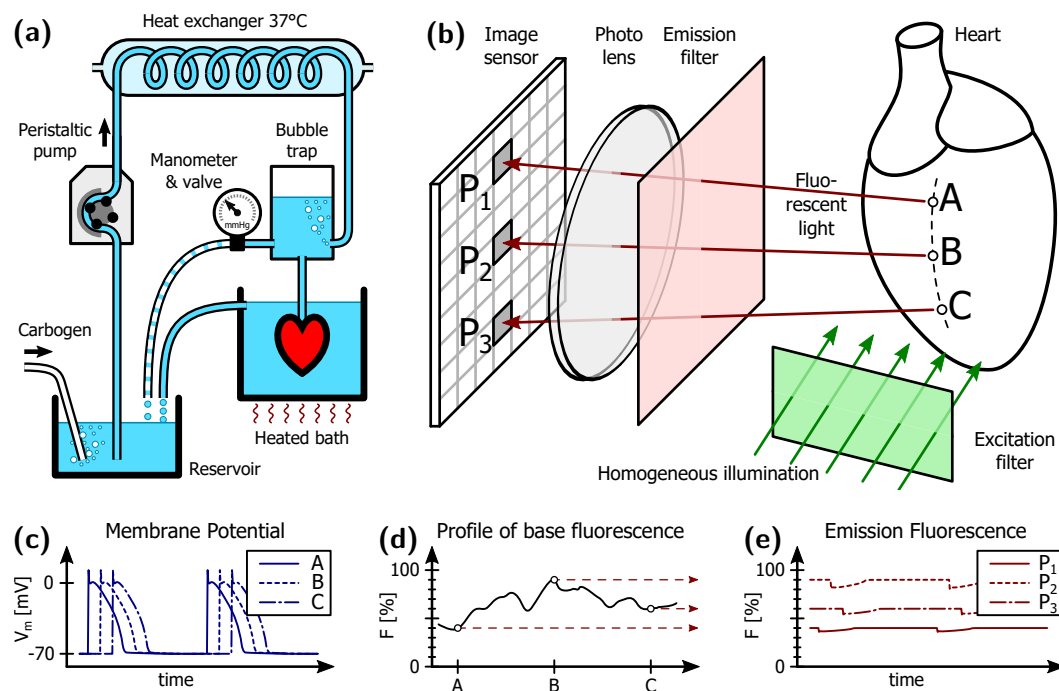 (a)
Heat exchanger 37°C
Peristaltic
pump
Manometer
& valve
Bubble
trap
mmHg
Carbogen
Heated bath
Reservoir
(b)
Image
sensor
Photo
lens
Emission
filter
Heart
P1
P2
P3
Fluo-
rescent
light
A
B
C
Homogeneous illumination
Excitation
filter
(c)
Membrane Potential
Vm [mV]
0
-70
A
B
C
time
(d)
Profile of base fluorescence
F [%]
100
0
A
B
C
(e)
Emission Fluorescence
F [%]
100
0
P1
P2
P3
time